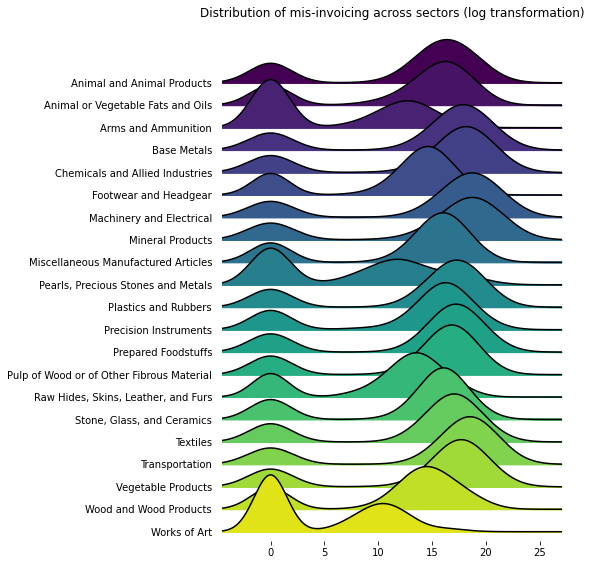 Distribution of mis-invoicing across sectors (log transformation)
Animal and Animal Products
Animal or Vegetable Fats and Oils
Arms and Ammunition
Base Metals
Chemicals and Allied Industries
Footwear and Headgear
Machinery and Electrical
Mineral Products
Miscellaneous Manufactured Articles
Pearls, Precious Stones and Metals
Plastics and Rubbers
Precision Instruments
Prepared Foodstuffs
Pulp of Wood or of Other Fibrous Material
Raw Hides, Skins, Leather, and Furs
Stone, Glass, and Ceramics
Textiles
Transportation
Vegetable Products
Wood and Wood Products
Works of Art
0 5 10 15 20 25